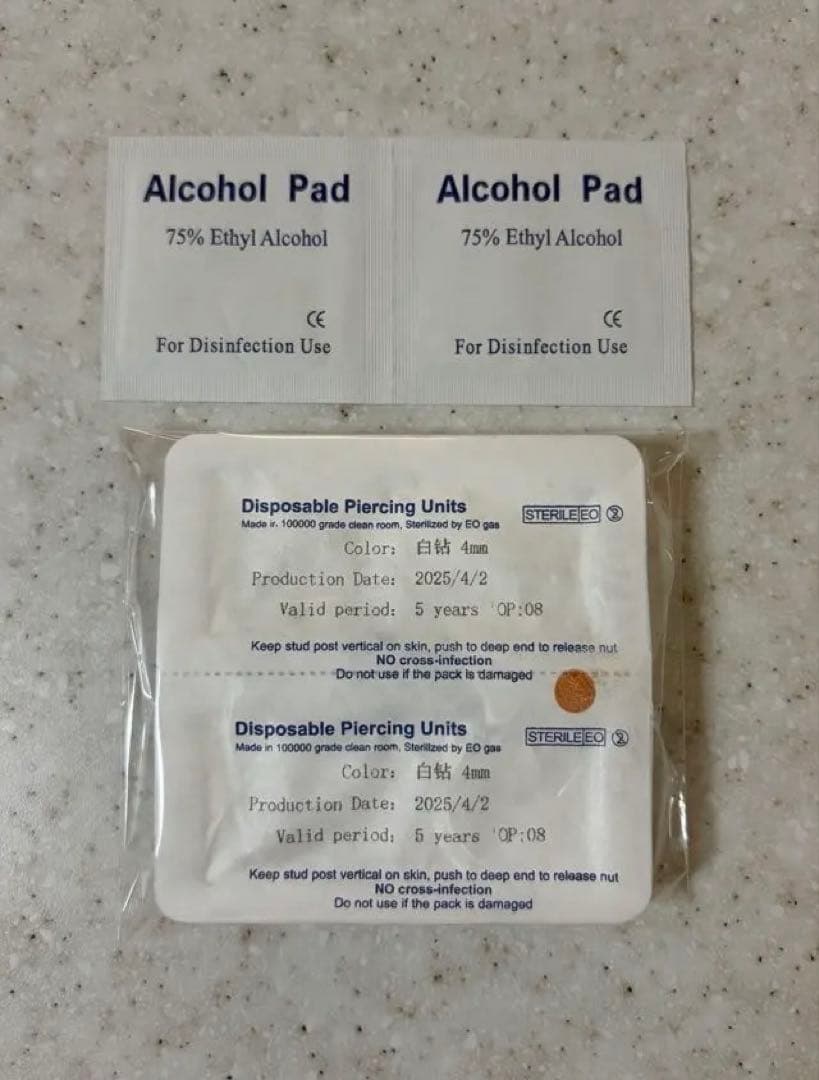 Alcohol Pad
75% Ethyl Alcohol
CE
For Disinfection Use
Alcohol Pad
75% Ethyl Alcohol
CE
For Disinfection Use
Disposable Piercing Units
Made in 100000 grade clean room, Sterilized by EO gas
STERILE EO 2
Color: 白钻 4mm
Production Date: 2025/4/2
Valid period: 5 years 'OP:08
Keep stud post vertical on skin, push to deep end to release nut
NO cross-infection
Do not use if the pack is damaged
Disposable Piercing Units
Made in 100000 grade clean room, Sterilized by EO gas
STERILE EO 2
Color: 白钻 4mm
Production Date: 2025/4/2
Valid period: 5 years 'OP:08
Keep stud post vertical on skin, push to deep end to release nut
NO cross-infection
Do not use if the pack is damaged